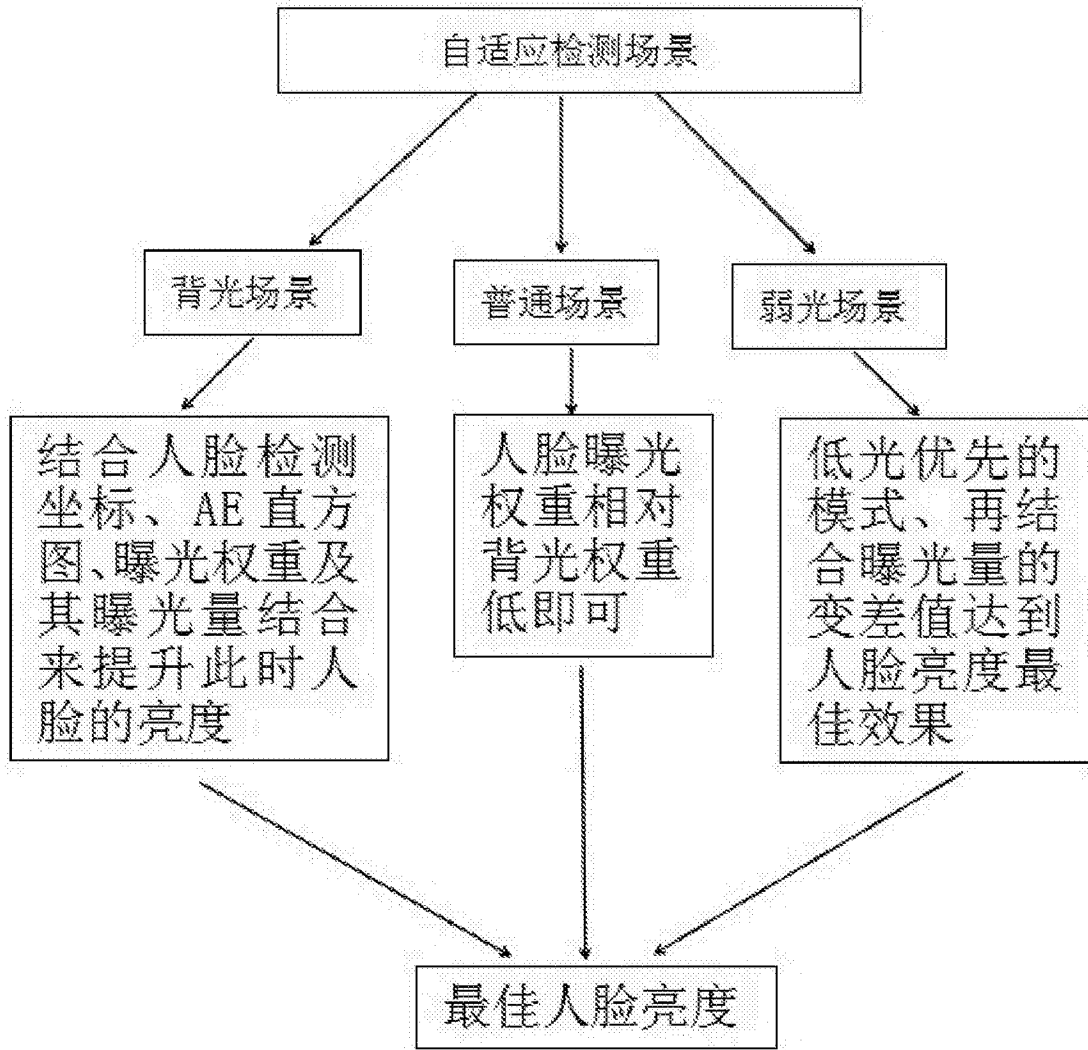 自适应检测场景
背光场景
普通场景
弱光场景
结合人脸检测
坐标、AE直方
图、曝光权重及
其曝光量结合
来提升此时人
脸的亮度
人脸曝光
权重相对
背光权重
低即可
低光优先的
模式、再结
合曝光量的
变差值达到
人脸亮度最
佳效果
最佳人脸亮度